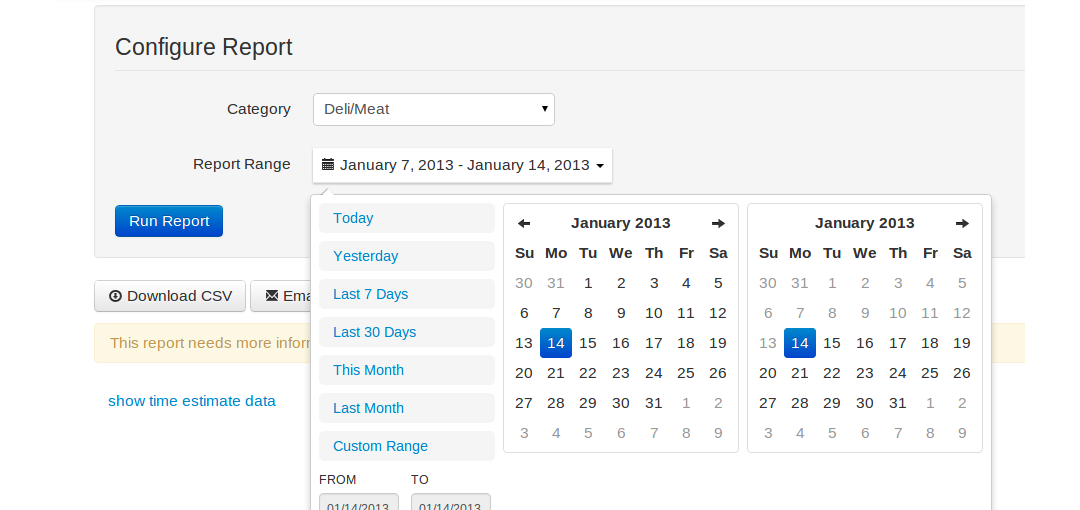 Configure Report
Category Deli/Meat
Report Range January 7, 2013 - January 14, 2013
Run Report
Download CSV
This report needs more
show time estimate data
Today
Yesterday
Last 7 Days
Last 30 Days
This Month
Last Month
Custom Range
FROM TO
01/14/2013 01/14/2013
January 2013
Su Mo Tu We Th Fr Sa
30 31 1 2 3 4 5
6 7 8 9 10 11 12
13 14 15 16 17 18 19
20 21 22 23 24 25 26
27 28 29 30 31 1 2
3 4 5 6 7 8 9
January 2013
Su Mo Tu We Th Fr Sa
30 31 1 2 3 4 5
6 7 8 9 10 11 12
13 14 15 16 17 18 19
20 21 22 23 24 25 26
27 28 29 30 31 1 2
3 4 5 6 7 8 9